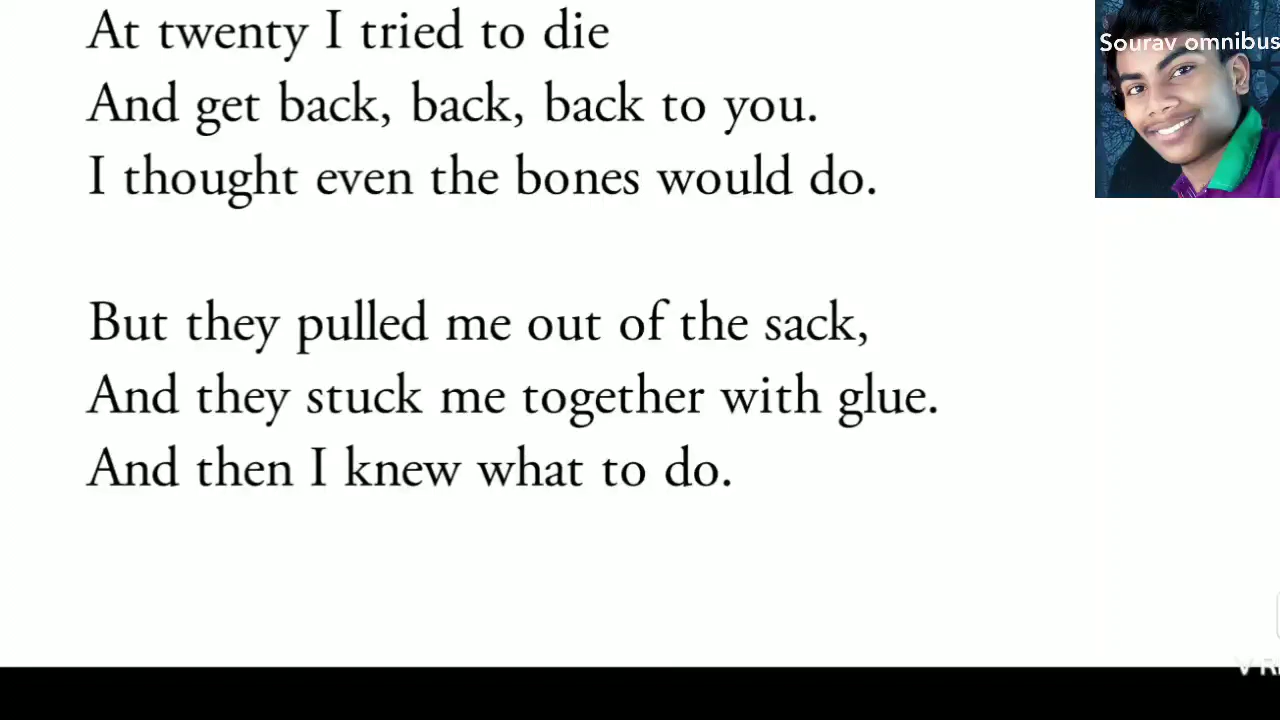 At twenty I tried to die
And get back, back, back to you.
I thought even the bones would do.
But they pulled me out of the sack,
And they stuck me together with glue.
And then I knew what to do.
Sourav omnibus